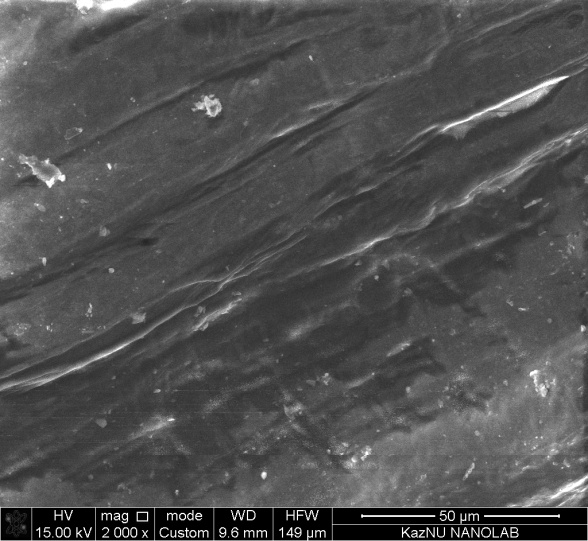 HV mag mode WD HFW 50 µm
15.00 kV 2 000 x Custom 9.6 mm 149 µm KazNU NANOLAB